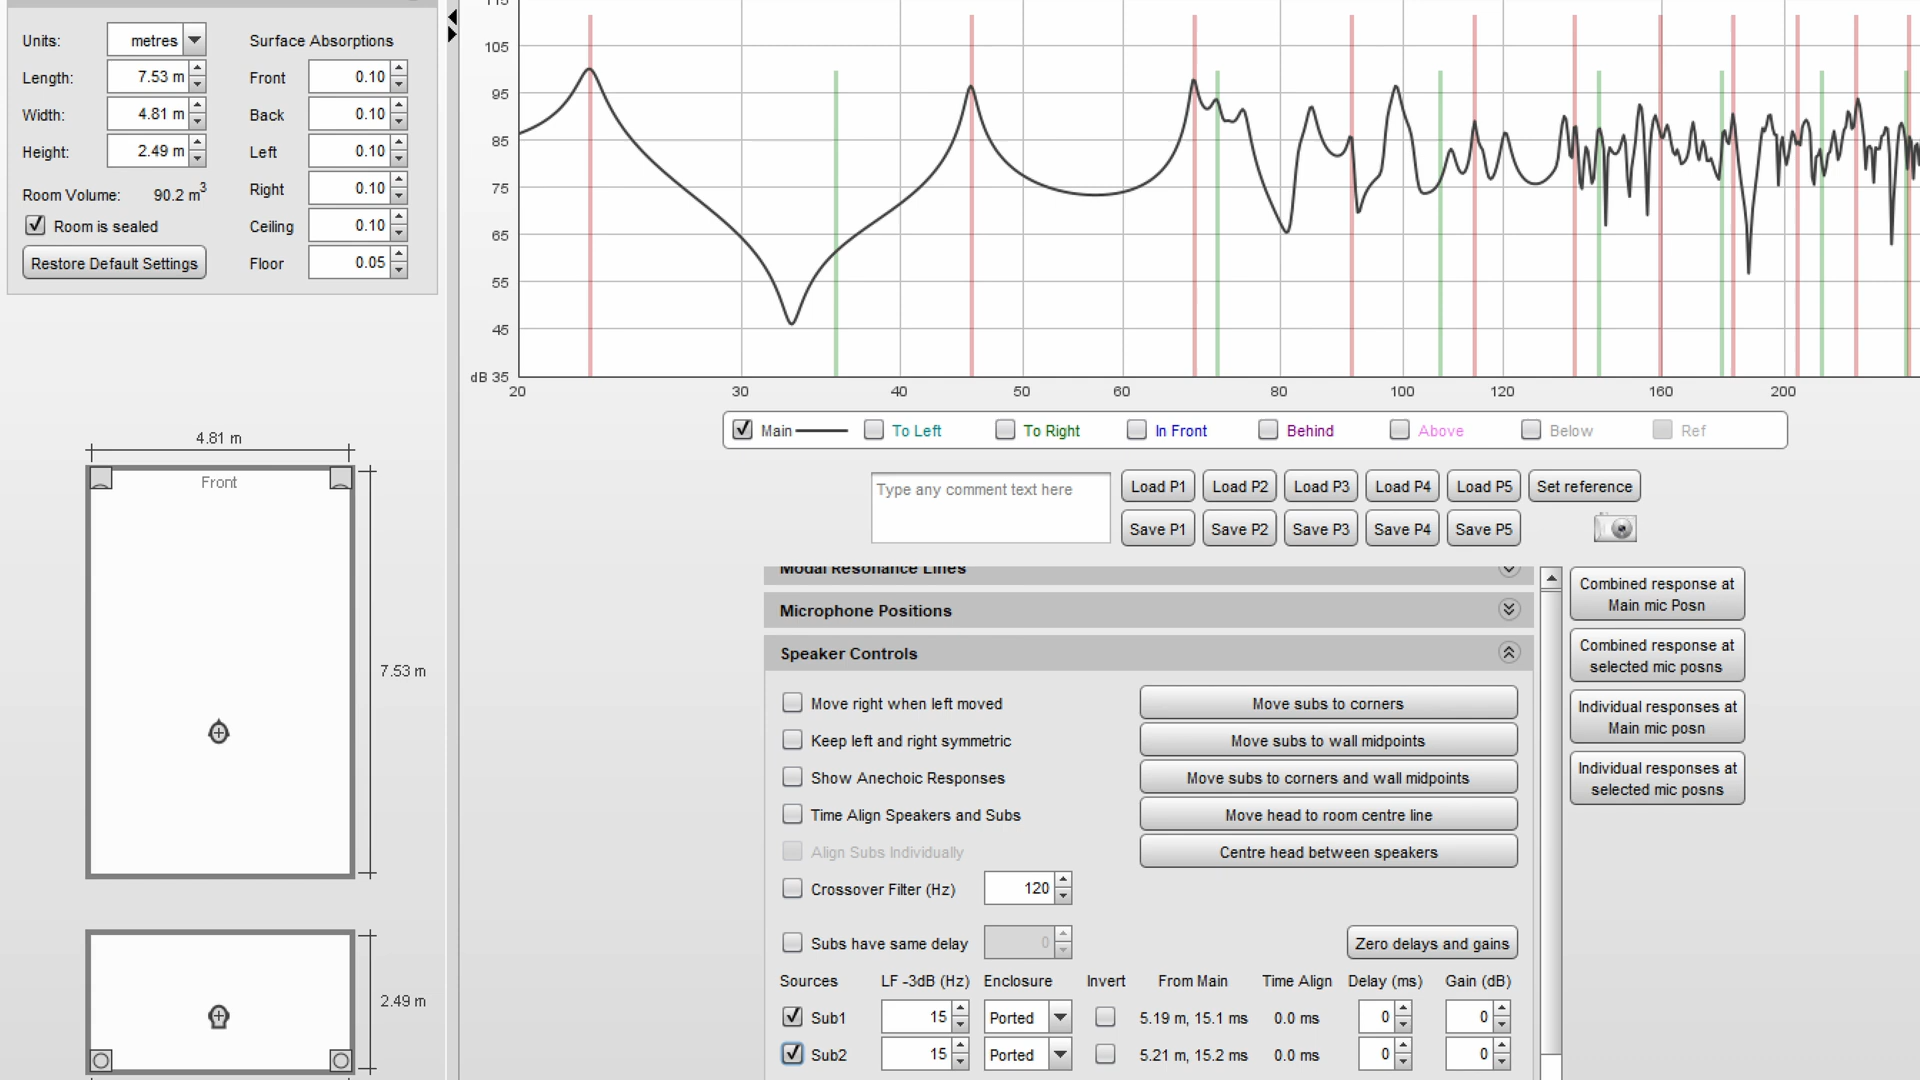 Units: metres
Surface Absorptions
Length: 7.53 m
Front 0.10
Width: 4.81 m
Back 0.10
Height: 2.49 m
Left 0.10
Room Volume: 90.2 m3
Right 0.10
Room is sealed
Ceiling 0.10
Restore Default Settings
Floor 0.05
115
105
95
85
75
65
55
45
dB 35
20 30 40 50 60 80 100 120 160 200
Main To Left To Right In Front Behind Above Below Ref
4.81 m
Front
7.53 m
2.49 m
Type any comment text here
Load P1 Load P2 Load P3 Load P4 Load P5 Set reference
Save P1 Save P2 Save P3 Save P4 Save P5
Modal Resonance Lines
Microphone Positions
Speaker Controls
Move right when left moved
Move subs to corners
Keep left and right symmetric
Move subs to wall midpoints
Show Anechoic Responses
Move subs to corners and wall midpoints
Time Align Speakers and Subs
Move head to room centre line
Align Subs Individually
Centre head between speakers
Crossover Filter (Hz) 120
Subs have same delay 0
Zero delays and gains
Sources LF -3dB (Hz) Enclosure Invert From Main Time Align Delay (ms) Gain (dB)
Sub1 15 Ported 5.19 m, 15.1 ms 0.0 ms 0 0
Sub2 15 Ported 5.21 m, 15.2 ms 0.0 ms 0 0
Combined response at
Main mic Posn
Combined response at
selected mic posns
Individual responses at
Main mic posn
Individual responses at
selected mic posns